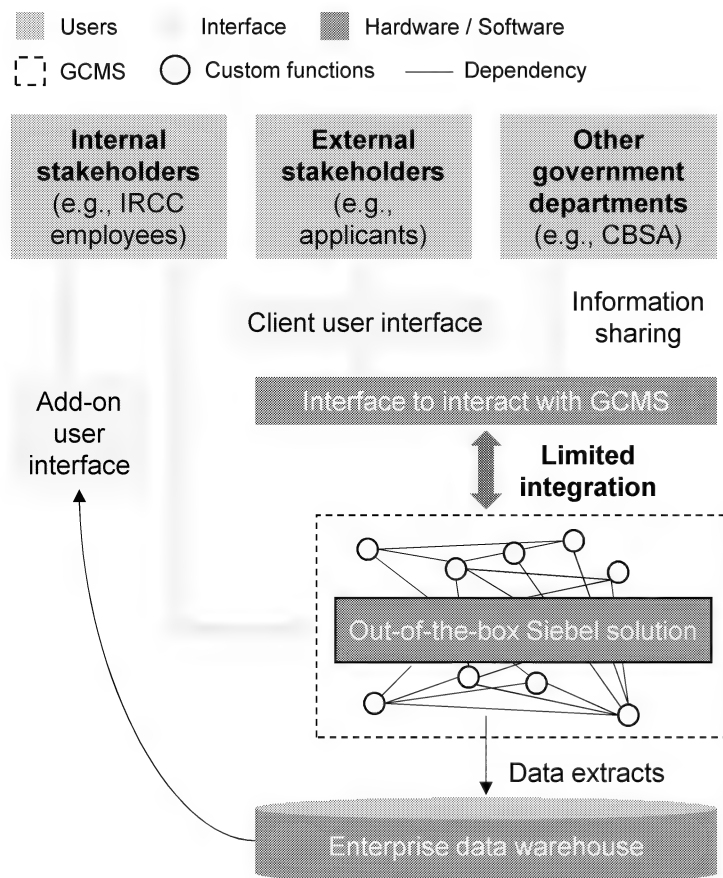 Users
Interface
Hardware / Software
GCMS
Custom functions
Dependency
Internal
stakeholders
(e.g., IRCC
employees)
External
stakeholders
(e.g.,
applicants)
Other
government
departments
(e.g., CBSA)
Client user interface
Information
sharing
Add-on
user
interface
Interface to interact with GCMS
Limited
integration
Out-of-the-box Siebel solution
Data extracts
Enterprise data warehouse